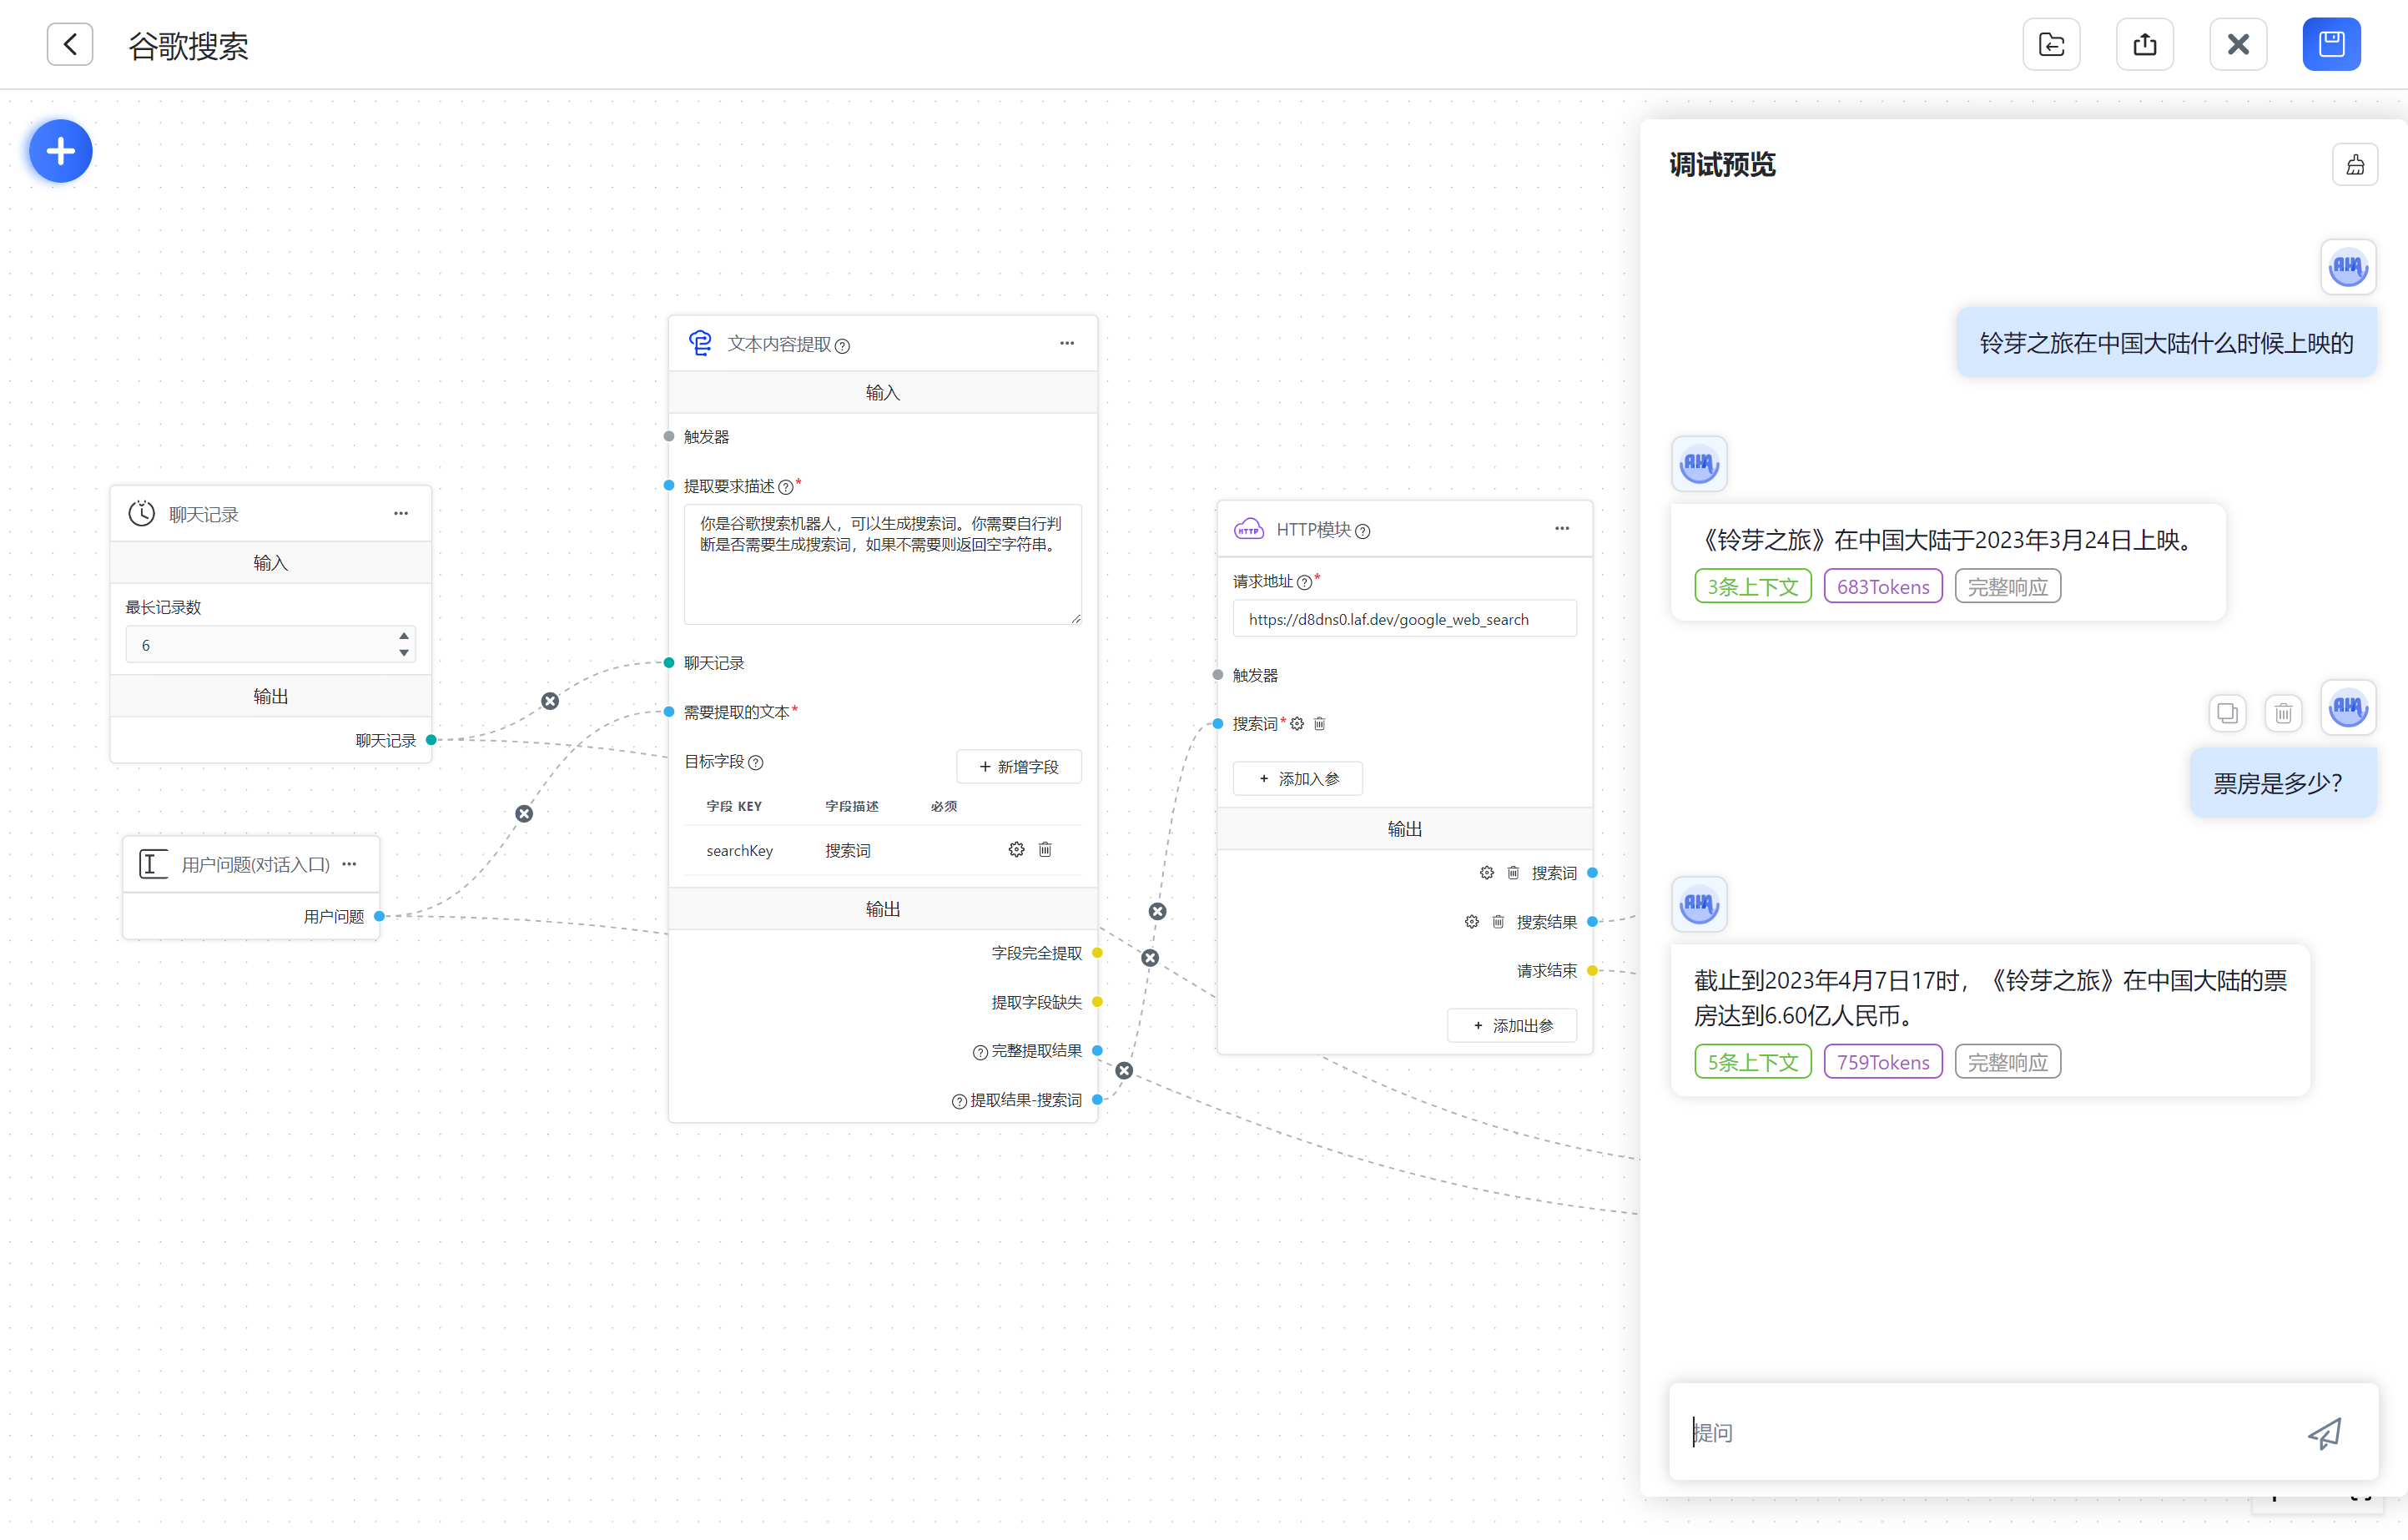 谷歌搜索
聊天记录
输入
最长记录数
6
输出
聊天记录
用户问题(对话入口)
用户问题
文本内容提取
输入
触发器
提取要求描述*
你是谷歌搜索机器人，可以生成搜索词。你需要自行判
断是否需要生成搜索词，如果不需要则返回空字符串。
聊天记录
需要提取的文本*
目标字段
+ 新增字段
字段 KEY 字段描述 必须
searchKey 搜索词
输出
字段完全提取
提取字段缺失
完整提取结果
提取结果-搜索词
HTTP
HTTP模块
请求地址*
https://d8dns0.laf.dev/google_web_search
触发器
搜索词*
+ 添加入参
输出
搜索词
搜索结果
请求结束
+ 添加出参
调试预览
铃芽之旅在中国大陆什么时候上映的
《铃芽之旅》在中国大陆于2023年3月24日上映。
3条上下文 683Tokens 完整响应
票房是多少？
截止到2023年4月7日17时，《铃芽之旅》在中国大陆的票
房达到6.60亿人民币。
5条上下文 759Tokens 完整响应
提问